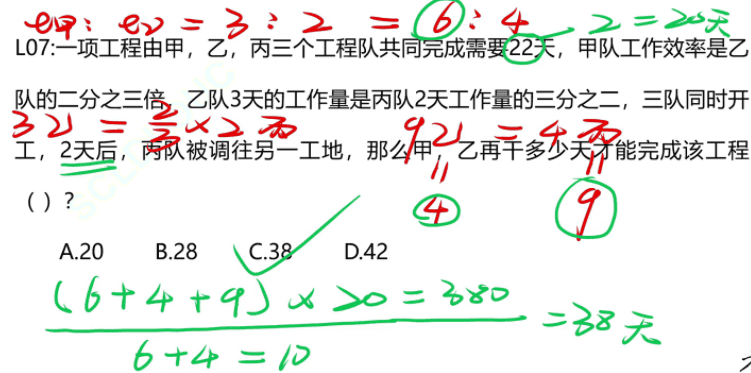 e甲:e乙=3:2=⑥:4 -2=20天
L07:一项工程由甲，乙，丙三个工程队共同完成需要22天，甲队工作效率是乙
队的二分之三倍，乙队3天的工作量是丙队2天工作量的三分之二，三队同时开
3乙=2/3×2丙 9乙=4丙
工，2天后，丙队被调往另一工地，那么甲，乙再干多少天才能完成该工程
= =
（ ）？ 4 9
A.20 B.28 C.38 D.42
(6+4+9)×20=380
=38天
6+4=10